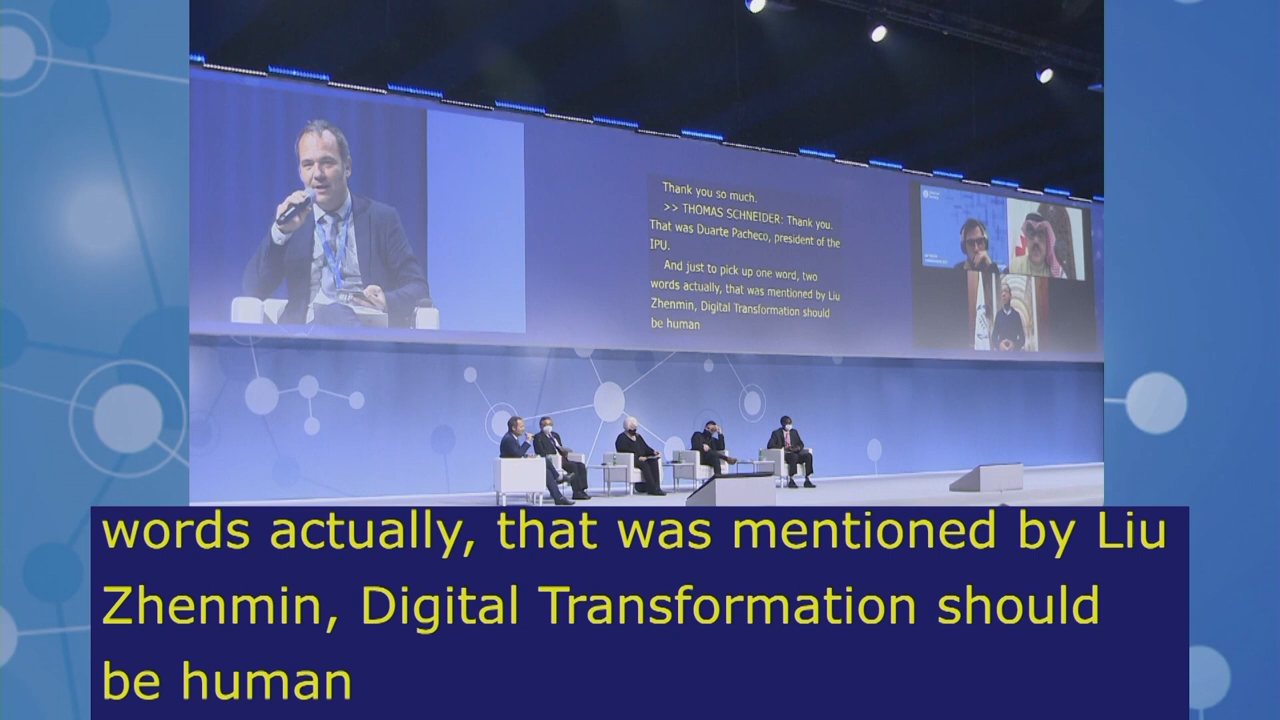 Thank you so much.
>> THOMAS SCHNEIDER: Thank you.
That was Duarte Pacheco, president of the
IPU.
And just to pick up one word, two
words actually, that was mentioned by Liu
Zhenmin, Digital Transformation should
be human
words actually, that was mentioned by Liu
Zhenmin, Digital Transformation should
be human